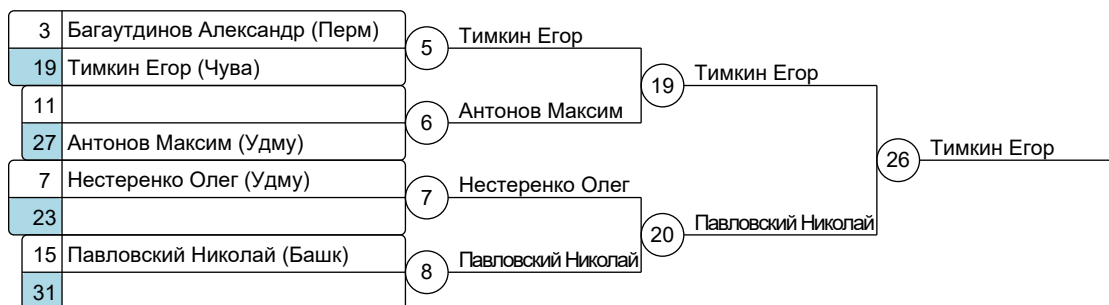 3 Багаутдинов Александр (Перм)
19 Тимкин Егор (Чува)
11
27 Антонов Максим (Удму)
7 Нестеренко Олег (Удму)
23
15 Павловский Николай (Башк)
31
5 Тимкин Егор
6 Антонов Максим
7 Нестеренко Олег
8 Павловский Николай
19 Тимкин Егор
20 Павловский Николай
26 Тимкин Егор